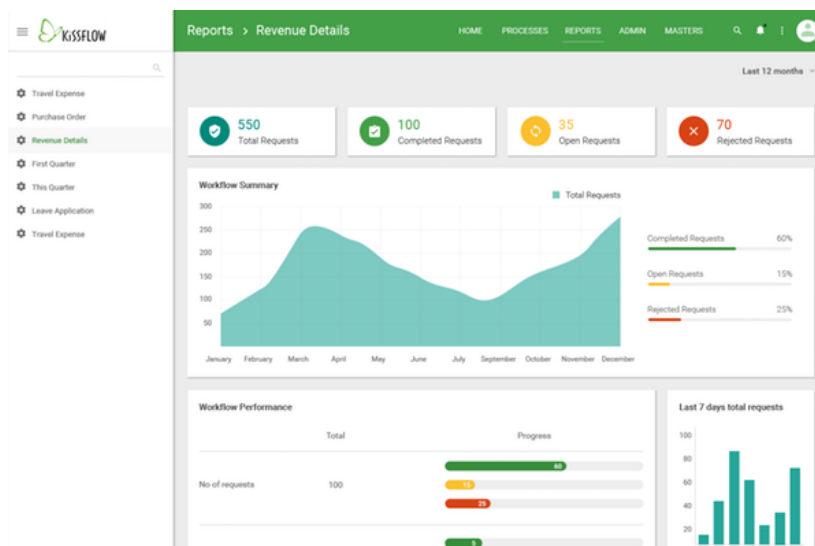 KiSSFLOW
Reports > Revenue Details
HOME PROCESSES REPORTS ADMIN MASTERS
Last 12 months
Travel Expense
Purchase Order
Revenue Details
First Quarter
This Quarter
Leave Application
Travel Expense
550
Total Requests
100
Completed Requests
35
Open Requests
70
Rejected Requests
Workflow Summary
Total Requests
300
250
200
150
100
50
January February March April May June July September October November December
Completed Requests 60%
Open Requests 15%
Rejected Requests 25%
Workflow Performance
Total Progress
No of requests 100
60
15
25
5
Last 7 days total requests
100
80
60
40
20